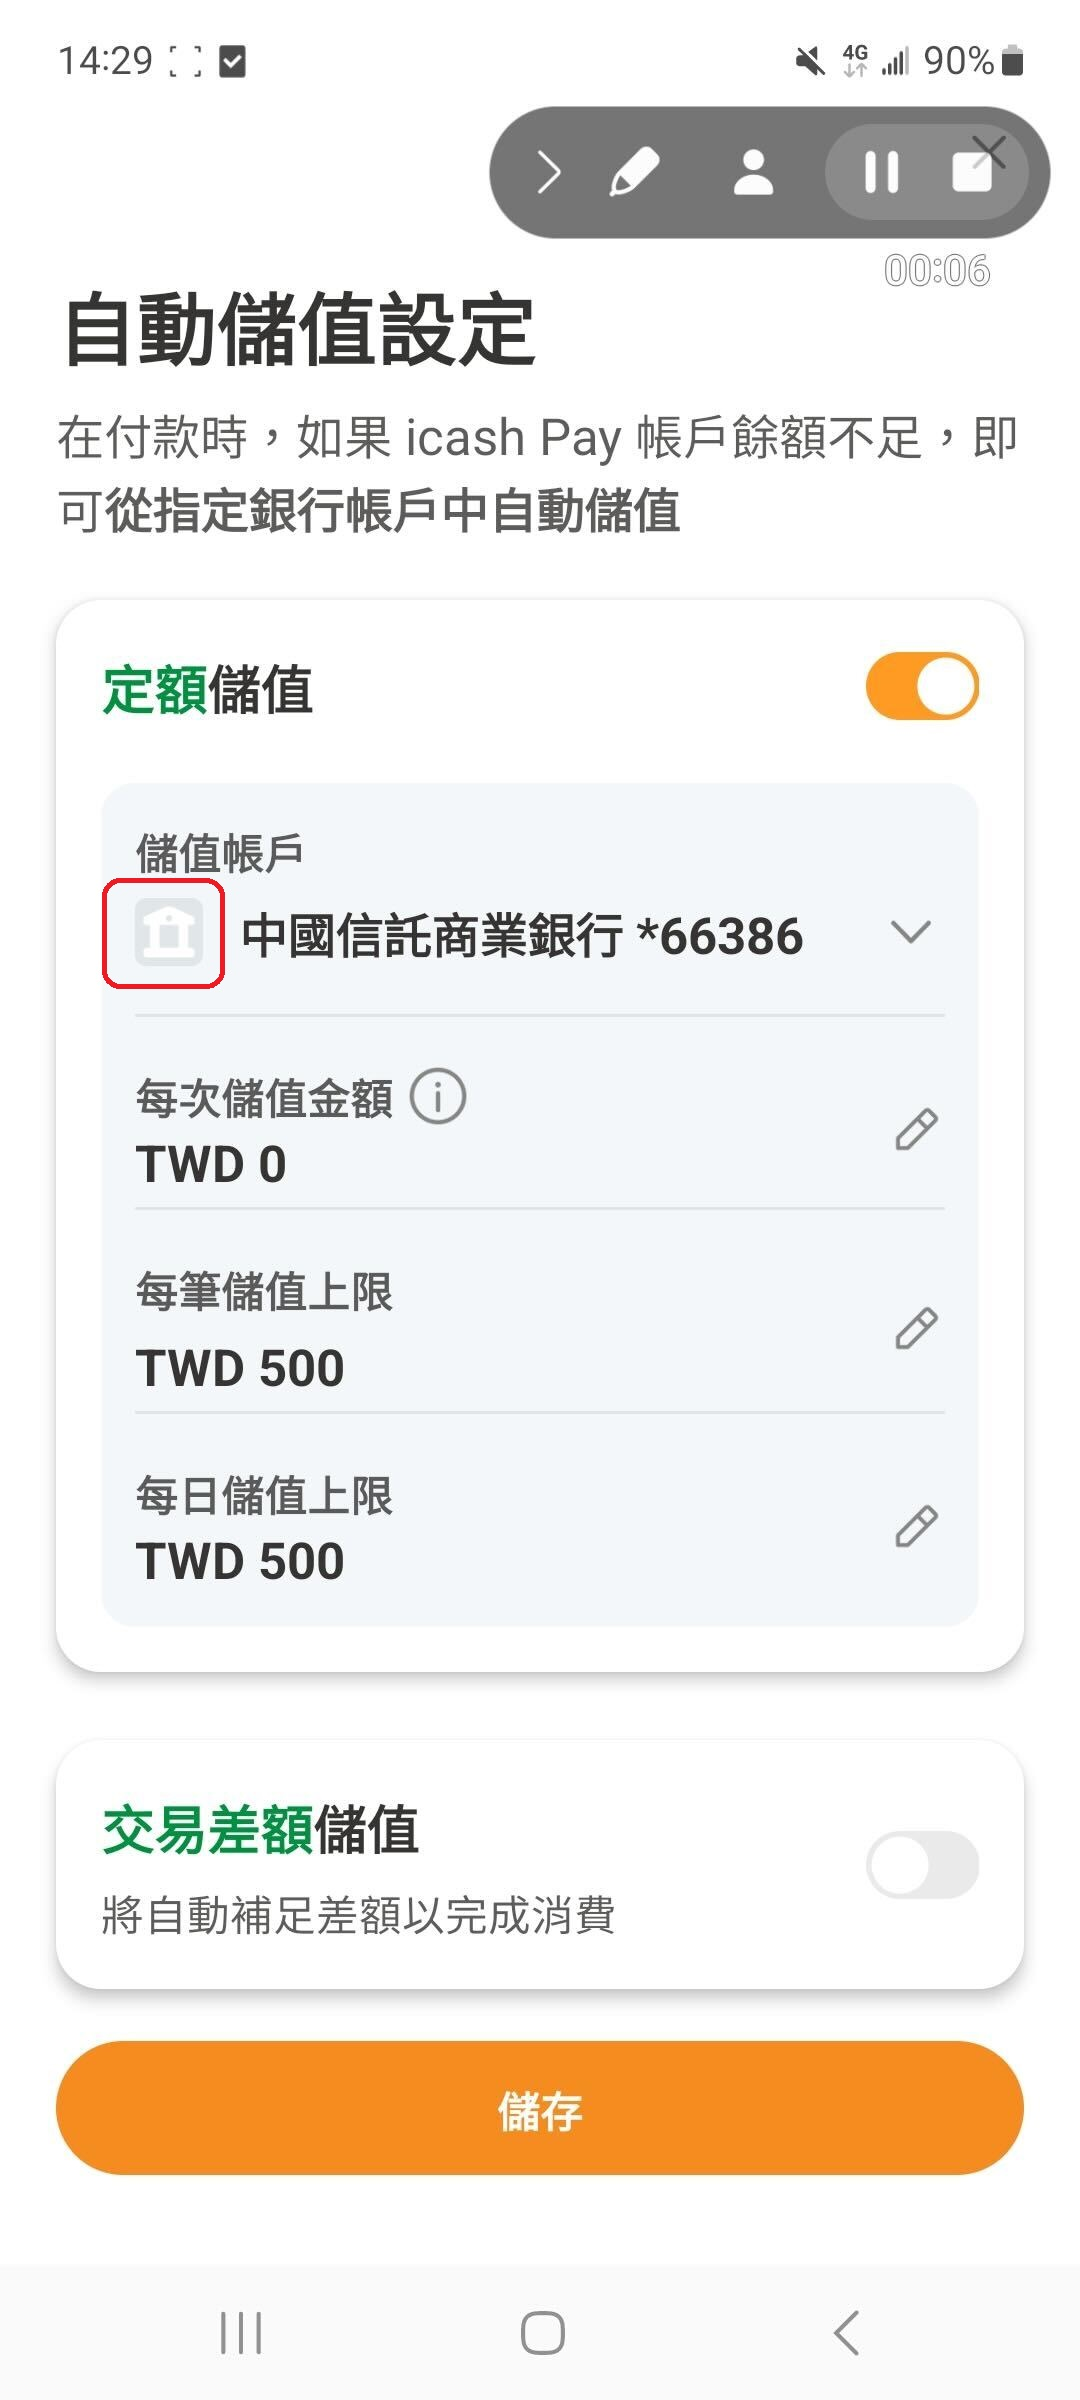 14:29
4G 90%
00:06
自動儲值設定
在付款時，如果 icash Pay 帳戶餘額不足，即
可從指定銀行帳戶中自動儲值
定額儲值
儲值帳戶
中國信託商業銀行 *66386
每次儲值金額
TWD 0
每筆儲值上限
TWD 500
每日儲值上限
TWD 500
交易差額儲值
將自動補足差額以完成消費
儲存